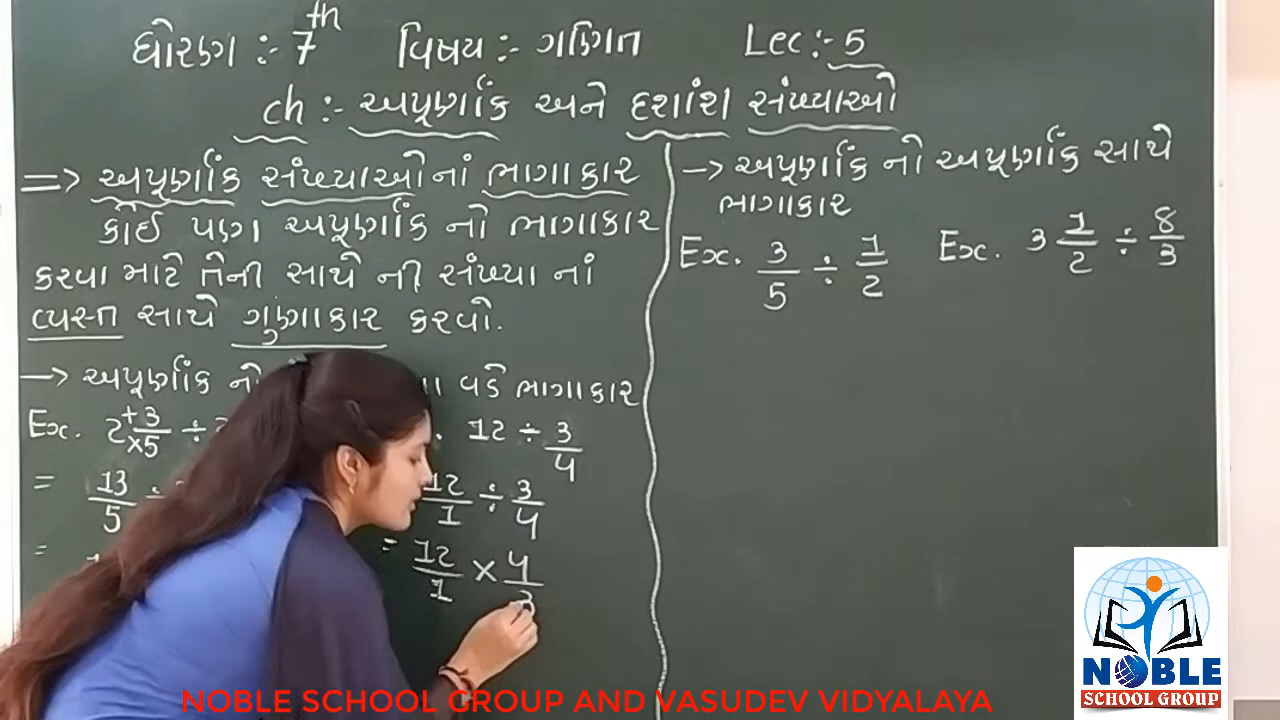 ધોરણ :- 7th વિષય :- ગણિત Lec :- 5
ch :- અપૂર્ણાંક અને દશાંશ સંખ્યાઓ
=> અપૂર્ણાંક સંખ્યાઓનાં ભાગાકાર
કોઈ પણ અપૂર્ણાંક નો ભાગાકાર
કરવા માટે તેની સાથે ની સંખ્યા નાં
વ્યસ્ત સાથે ગુણાકાર કરવો.
-> અપૂર્ણાંક નો વડે ભાગાકાર
Ex. 2 + 3/×5 ÷
= 13/5
=
12 ÷ 3/4
12/1 ÷ 3/4
= 12/1 × 4/3
-> અપૂર્ણાંક નો અપૂર્ણાંક સાથે
ભાગાકાર
Ex. 3/5 ÷ 1/2
Ex. 3 1/2 ÷ 8/3
NOBLE
SCHOOL GROUP
NOBLE SCHOOL GROUP AND VASUDEV VIDYALAYA